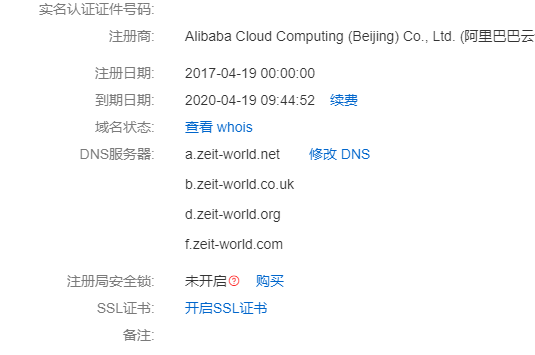 实名认证证件号码:
注册商: Alibaba Cloud Computing (Beijing) Co., Ltd. (阿里巴巴云
注册日期: 2017-04-19 00:00:00
到期日期: 2020-04-19 09:44:52 续费
域名状态: 查看 whois
DNS服务器: a.zeit-world.net 修改 DNS
b.zeit-world.co.uk
d.zeit-world.org
f.zeit-world.com
注册局安全锁: 未开启? 购买
SSL证书: 开启SSL证书
备注: